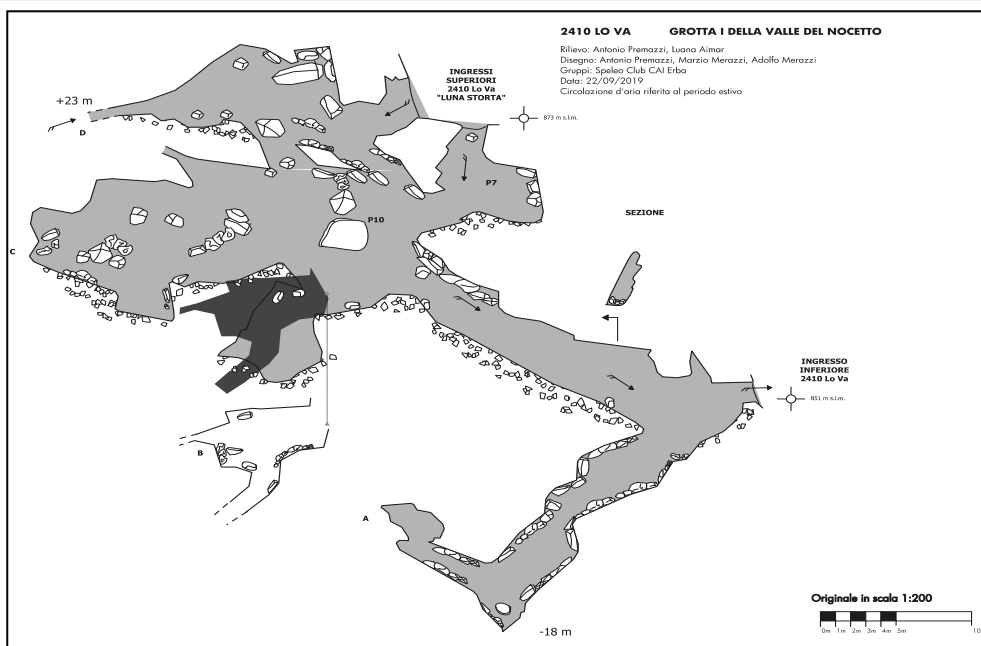 2410 LO VA GROTTA I DELLA VALLE DEL NOCETTO
Rilievo: Antonio Premazzi, Luana Aimar
Disegno: Antonio Premazzi, Marzio Merazzi, Adolfo Merazzi
Gruppi: Speleo Club CAI Erba
Data: 22/09/2019
Circolazione d'aria riferita al periodo estivo
INGRESSI
SUPERIORI
2410 Lo Va
"LUNA STORTA"
+23 m
D
873 m s.l.m.
P7
SEZIONE
P10
C
INGRESSO
INFERIORE
2410 Lo Va
851 m s.l.m.
B
A
-18 m
Originale in scala 1:200
0m 1m 2m 3m 4m 5m 10